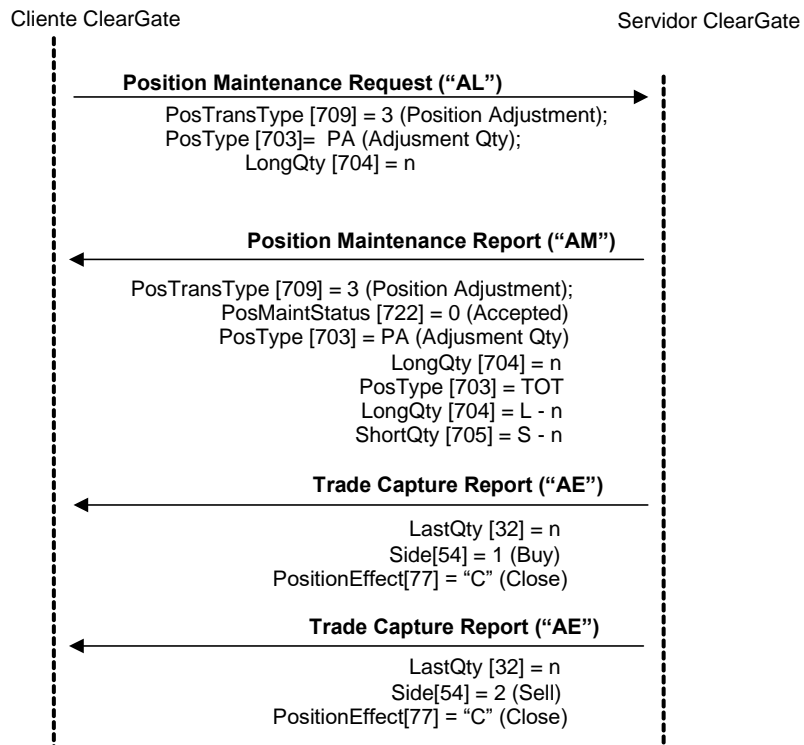 Cliente ClearGate
Servidor ClearGate
Position Maintenance Request (“AL”)
PosTransType [709] = 3 (Position Adjustment);
PosType [703]= PA (Adjusment Qty);
LongQty [704] = n
Position Maintenance Report (“AM”)
PosTransType [709] = 3 (Position Adjustment);
PosMaintStatus [722] = 0 (Accepted)
PosType [703] = PA (Adjusment Qty)
LongQty [704] = n
PosType [703] = TOT
LongQty [704] = L - n
ShortQty [705] = S - n
Trade Capture Report (“AE”)
LastQty [32] = n
Side[54] = 1 (Buy)
PositionEffect[77] = “C” (Close)
Trade Capture Report (“AE”)
LastQty [32] = n
Side[54] = 2 (Sell)
PositionEffect[77] = “C” (Close)